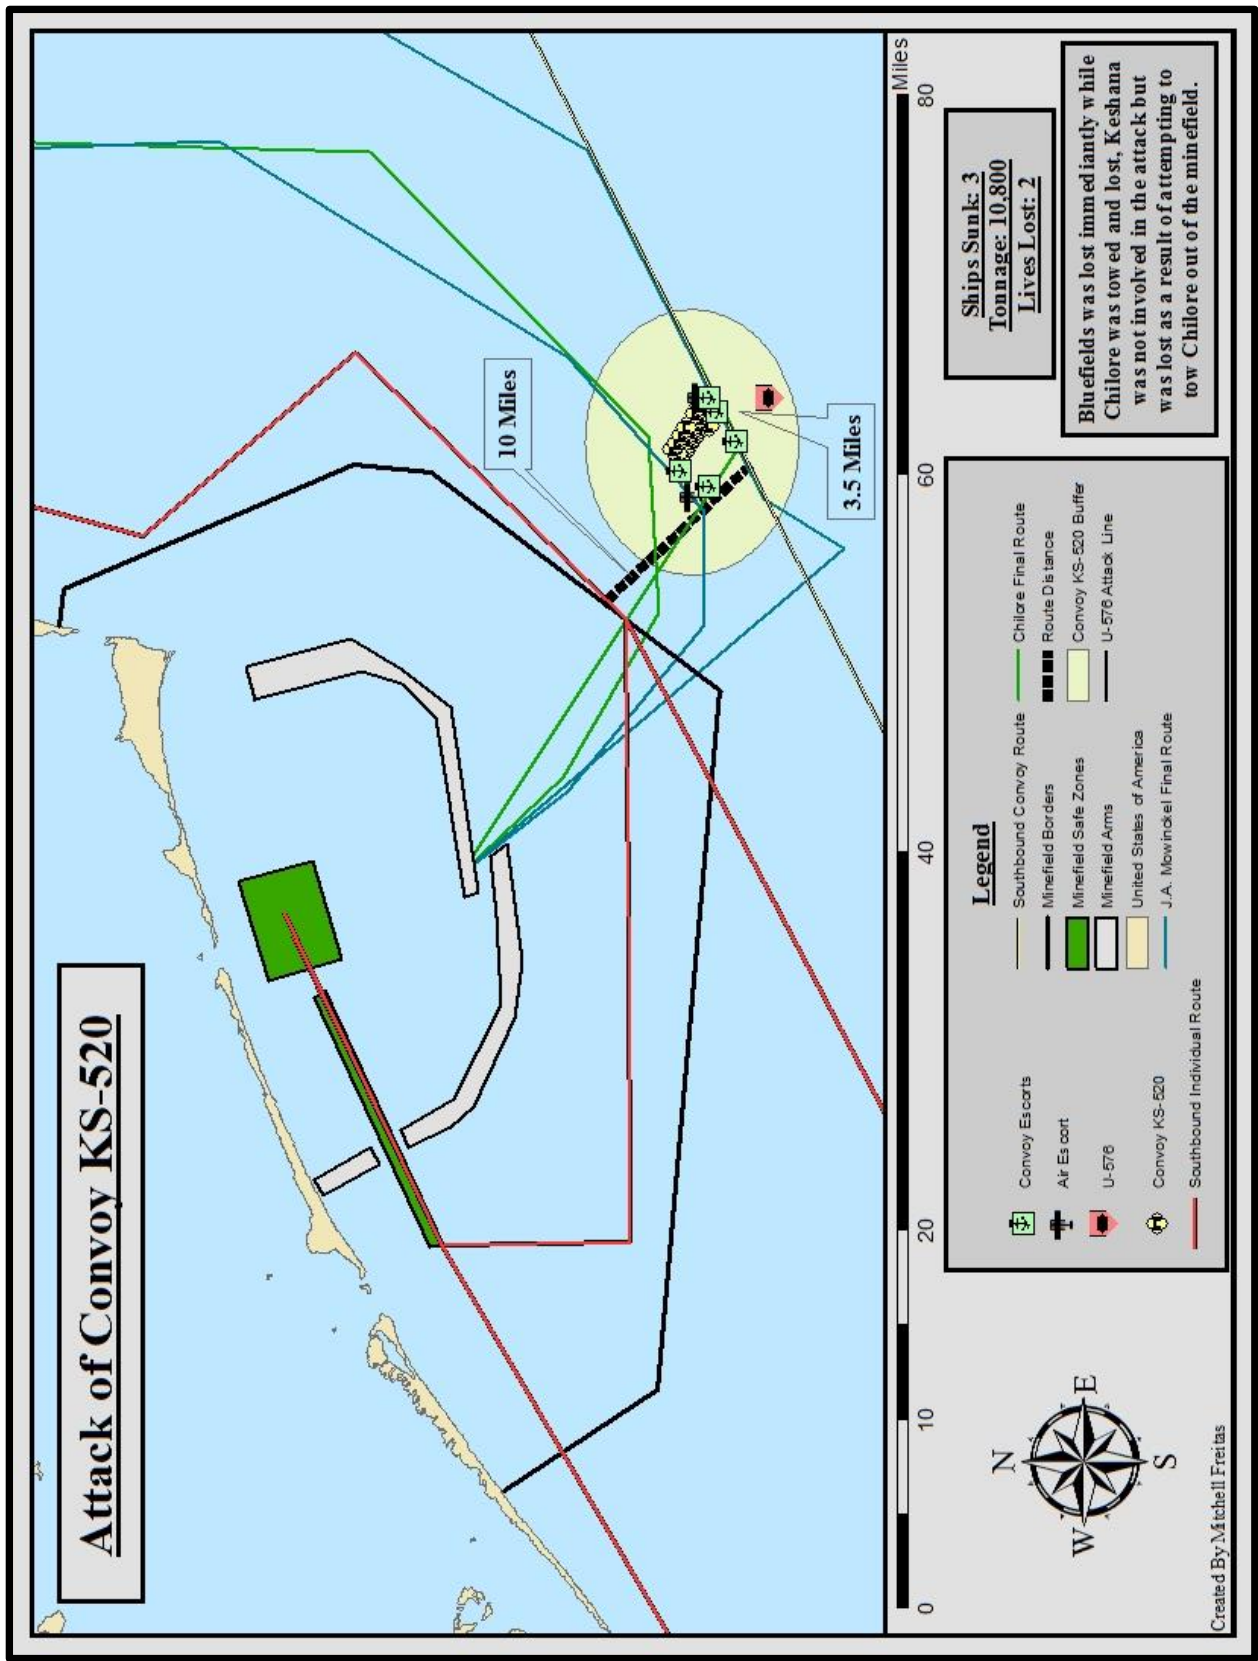 Attack of Convoy KS-520
10 Miles
3.5 Miles
0 10 20 40 60 80
Miles
N
W E
S
Created By Mitchell Freitas
Legend
Convoy Escorts
Air Escort
U-576
Convoy KS-520
Southbound Individual Route
Southbound Convoy Route
Minefield Borders
Minefield Safe Zones
Minefield Arms
United States of America
J.A. Mowinckel Final Route
Chilore Final Route
Route Distance
Convoy KS-520 Buffer
U-576 Attack Line
Ships Sunk: 3
Tonnage: 10,800
Lives Lost: 2
Bluefields was lost immediantly while
Chilore was towed and lost, Keshana
was not involved in the attack but
was lost as a result of attempting to
tow Chilore out of the minefield.